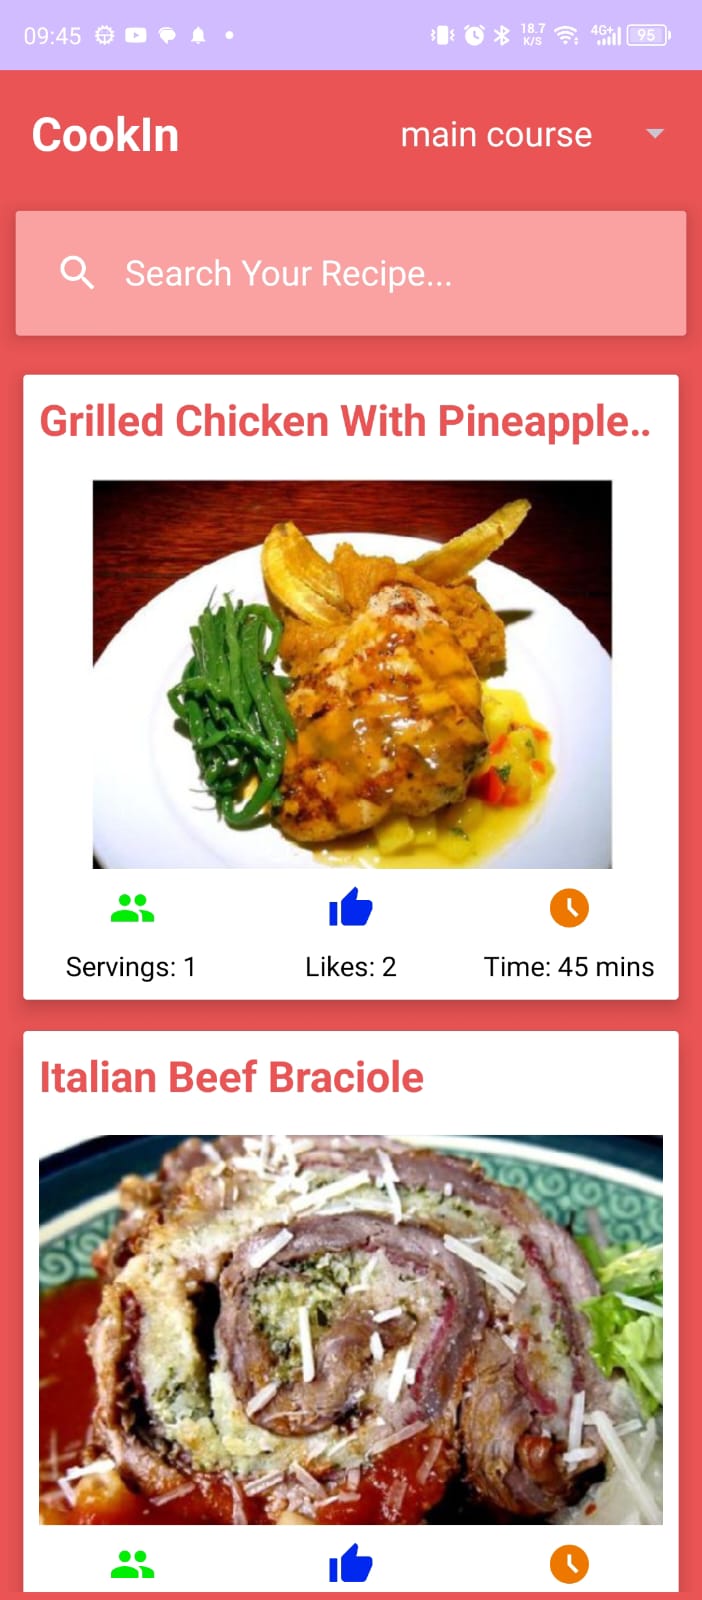 09:45 18.7 K/S 4G+ 95
CookIn main course
Search Your Recipe...
Grilled Chicken With Pineapple..
Servings: 1 Likes: 2 Time: 45 mins
Italian Beef Braciole